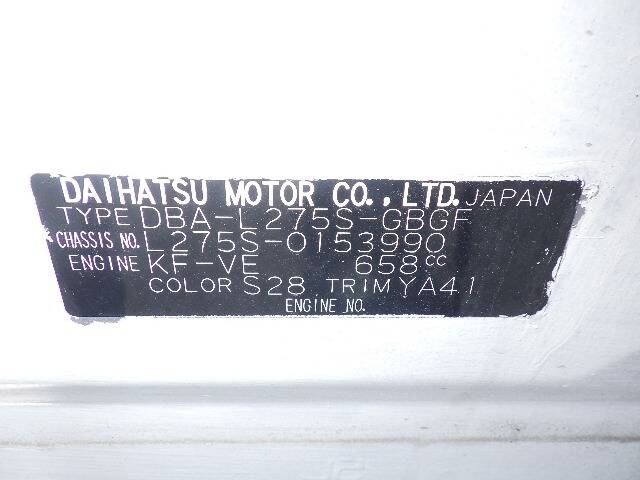 DAIHATSU MOTOR CO., LTD. JAPAN
TYPE DBA-L275S-GBGF
CHASSIS NO. L275S-0153990
ENGINE KF-VE 658cc
COLOR S28 TRIM YA41
ENGINE NO.